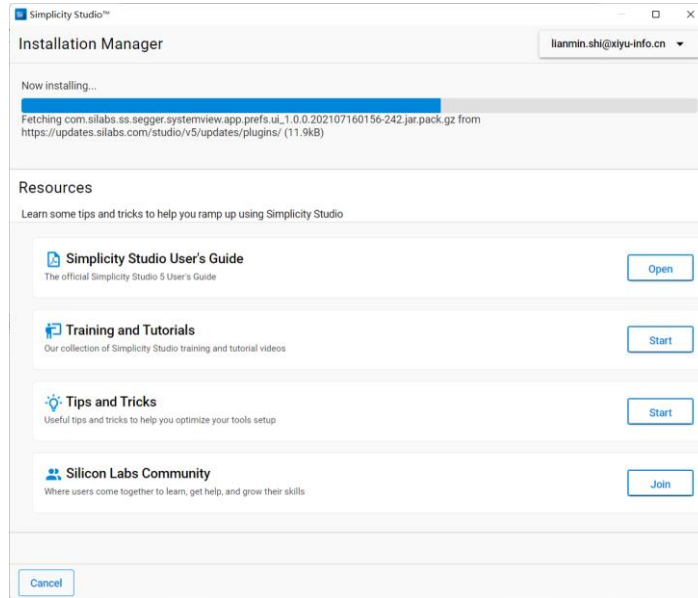 Simplicity Studio™
Installation Manager
lianmin.shi@xiyu-info.cn
Now installing...
Fetching com.silabs.ss.segger.systemview.app.prefs.ui_1.0.0.202107160156-242.jar.pack.gz from
https://updates.silabs.com/studio/v5/updates/plugins/ (11.9kB)
Resources
Learn some tips and tricks to help you ramp up using Simplicity Studio
Simplicity Studio User's Guide
The official Simplicity Studio 5 User's Guide
Open
Training and Tutorials
Our collection of Simplicity Studio training and tutorial videos
Start
Tips and Tricks
Useful tips and tricks to help you optimize your tools setup
Start
Silicon Labs Community
Where users come together to learn, get help, and grow their skills
Join
Cancel